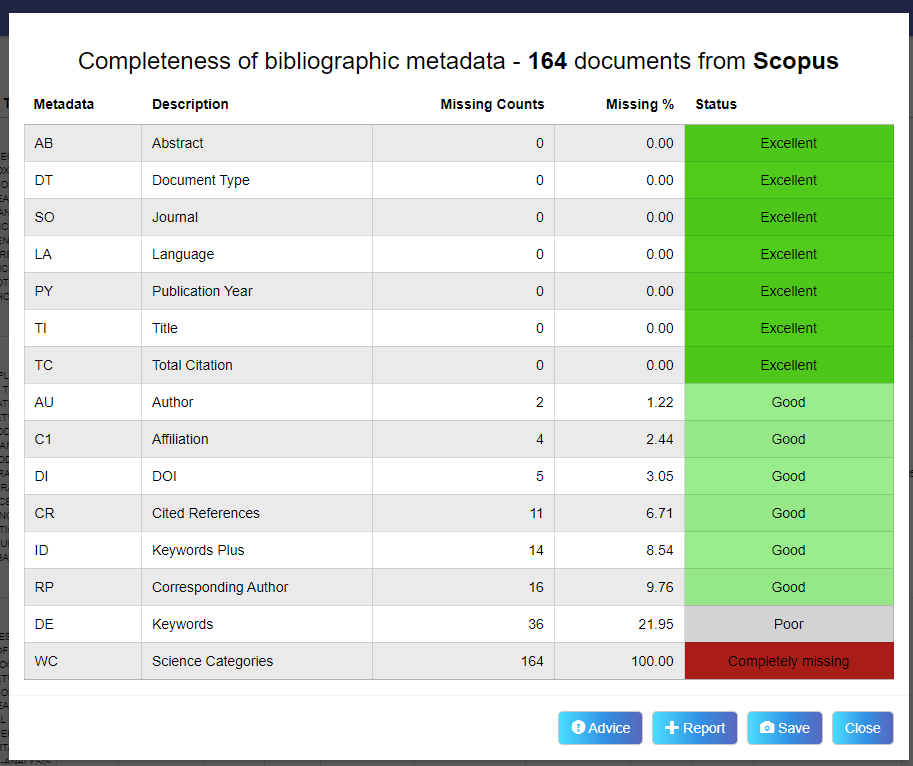 Completeness of bibliographic metadata - 164 documents from Scopus
Metadata Description Missing Counts Missing % Status
AB Abstract 0 0.00 Excellent
DT Document Type 0 0.00 Excellent
SO Journal 0 0.00 Excellent
LA Language 0 0.00 Excellent
PY Publication Year 0 0.00 Excellent
TI Title 0 0.00 Excellent
TC Total Citation 0 0.00 Excellent
AU Author 2 1.22 Good
C1 Affiliation 4 2.44 Good
DI DOI 5 3.05 Good
CR Cited References 11 6.71 Good
ID Keywords Plus 14 8.54 Good
RP Corresponding Author 16 9.76 Good
DE Keywords 36 21.95 Poor
WC Science Categories 164 100.00 Completely missing
Advice Report Save Close